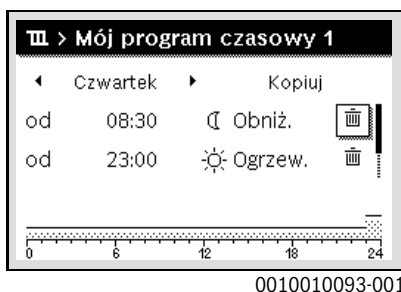 > Mój program czasowy 1
Czwartek Kopiuj
od 08:30 Obniż.
od 23:00 Ogrzew.
0 6 12 18 24
0010010093-001